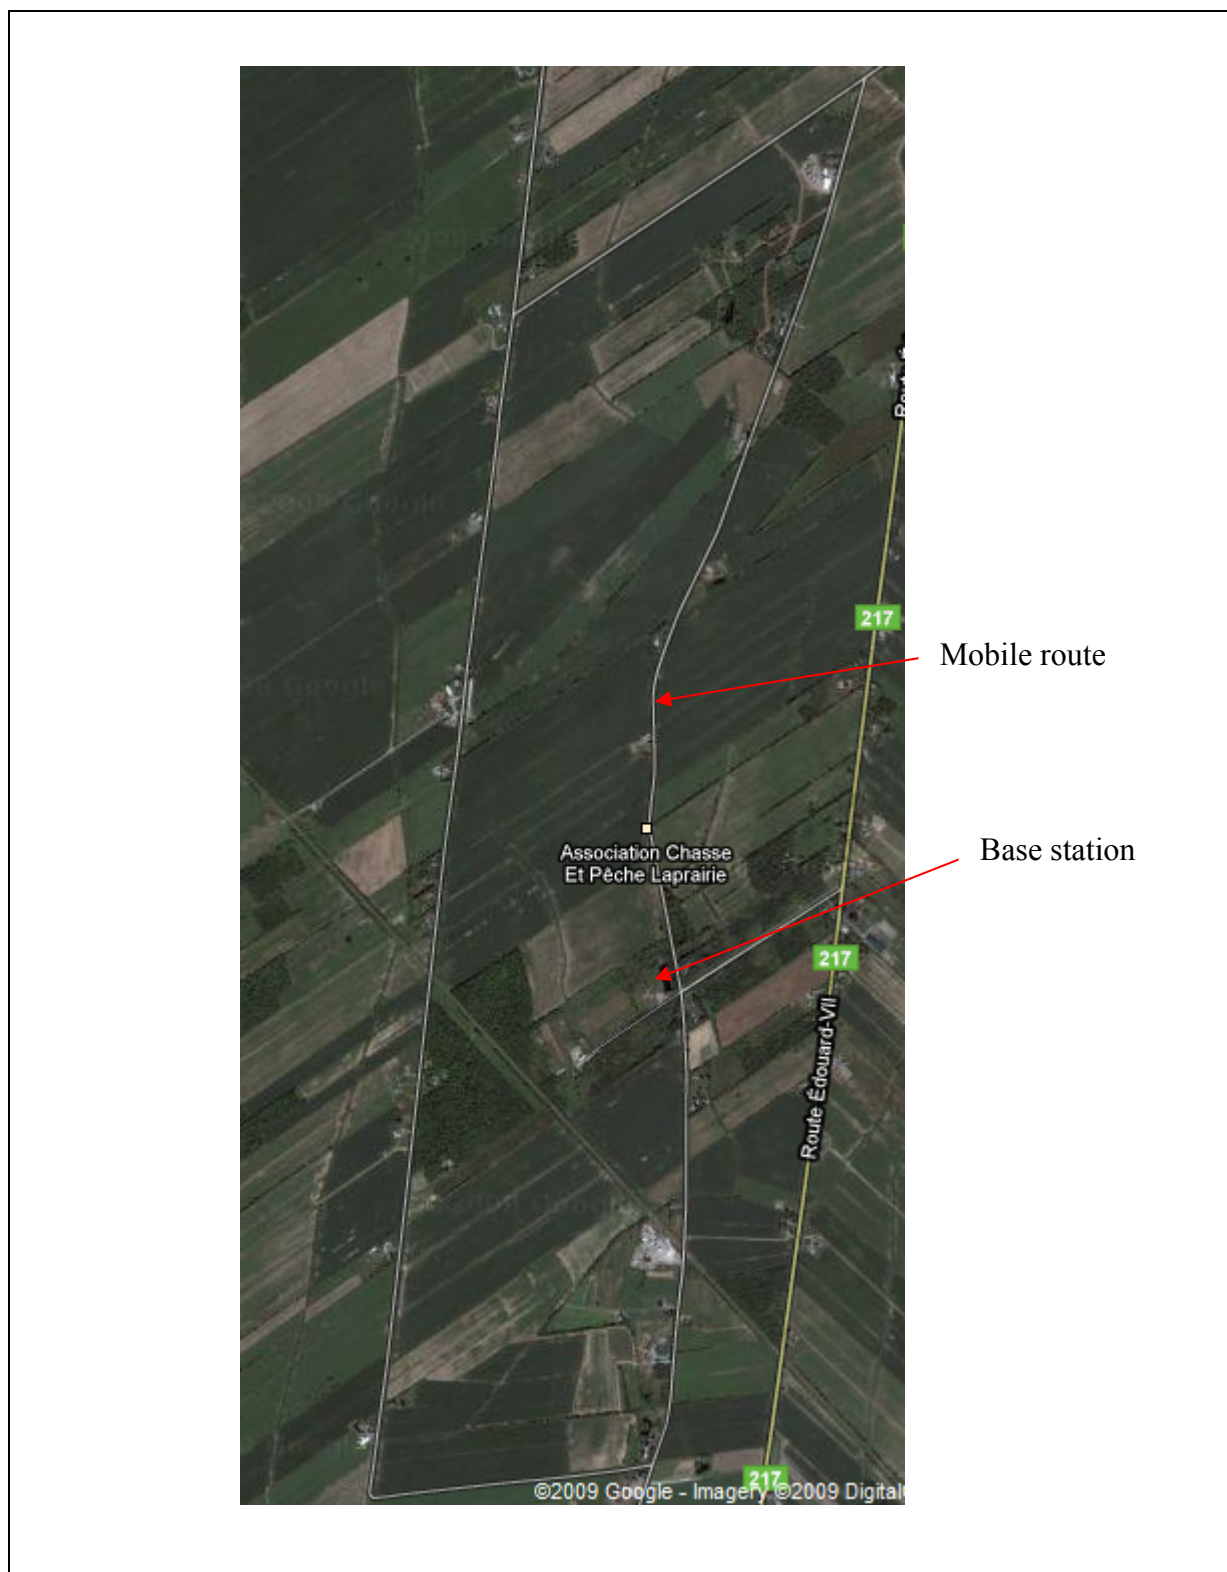 217
Mobile route
Association Chasse
Et Pêche Laprairie
Base station
217
Route Édouard-VII
217
©2009 Google - Imagery ©2009 Digital